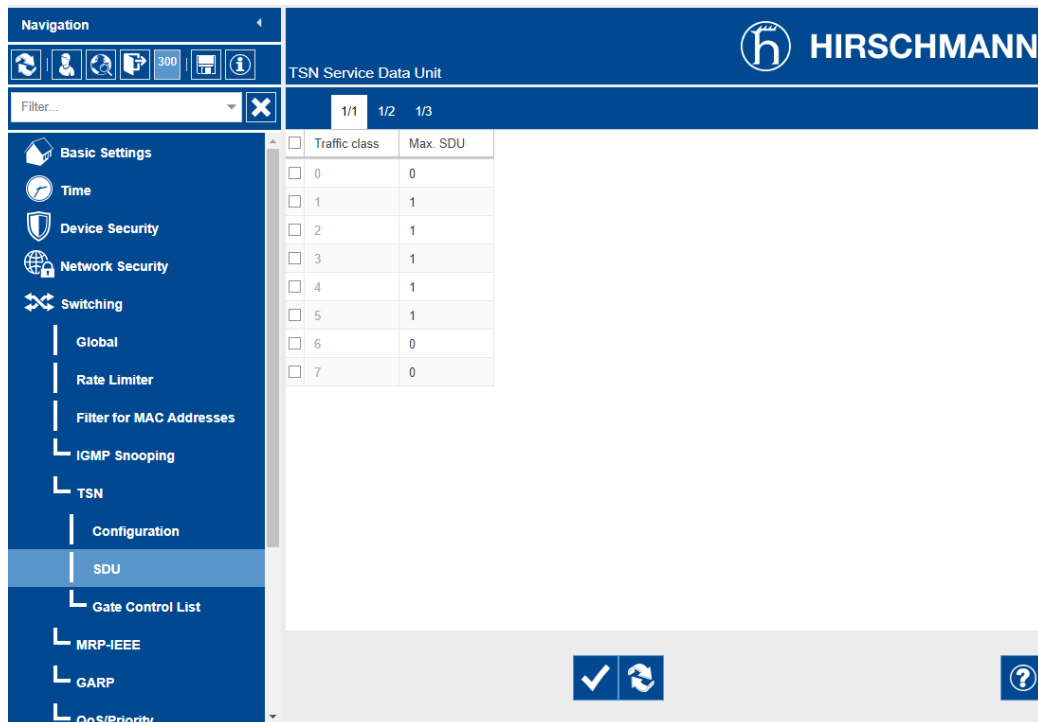 Navigation
300
Filter...
Basic Settings
Time
Device Security
Network Security
Switching
Global
Rate Limiter
Filter for MAC Addresses
IGMP Snooping
TSN
Configuration
SDU
Gate Control List
MRP-IEEE
GARP
QoS/Priority
HIRSCHMANN
TSN Service Data Unit
1/1 1/2 1/3
Traffic class Max. SDU
0 0
1 1
2 1
3 1
4 1
5 1
6 0
7 0